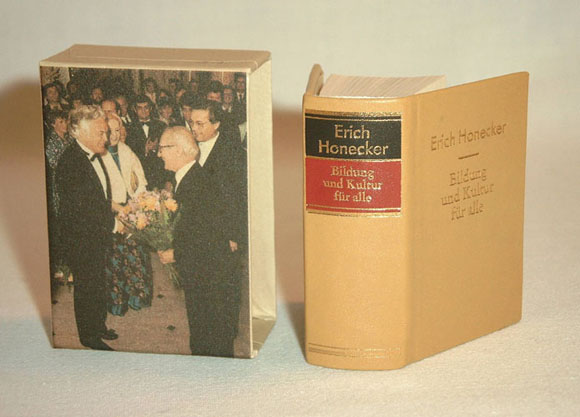 Erich
Honecker
Bildung
und Kultur
für alle
Erich Honecker
Bildung
und Kultur
für alle